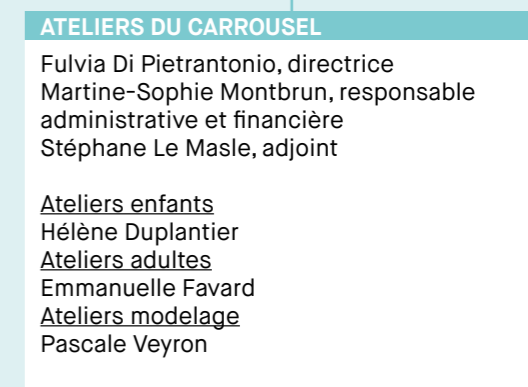 ATELIERS DU CARROUSEL
Fulvia Di Pietrantonio, directrice
Martine-Sophie Montbrun, responsable
administrative et financière
Stéphane Le Masle, adjoint
Ateliers enfants
Hélène Duplantier
Ateliers adultes
Emmanuelle Favard
Ateliers modelage
Pascale Veyron